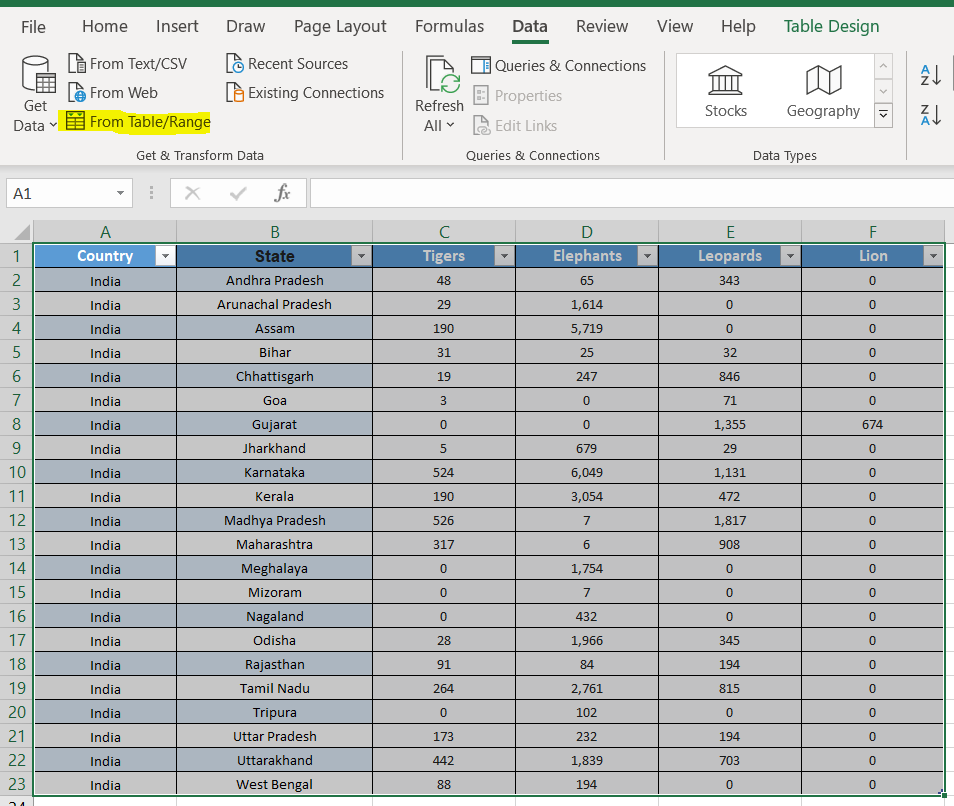 File Home Insert Draw Page Layout Formulas Data Review View Help Table Design
Get Data
From Text/CSV
From Web
From Table/Range
Recent Sources
Existing Connections
Get & Transform Data
Refresh All
Queries & Connections
Properties
Edit Links
Queries & Connections
Stocks
Geography
Data Types
A Z
Z A
A1 fx
A B C D E F
1 Country State Tigers Elephants Leopards Lion
2 India Andhra Pradesh 48 65 343 0
3 India Arunachal Pradesh 29 1,614 0 0
4 India Assam 190 5,719 0 0
5 India Bihar 31 25 32 0
6 India Chhattisgarh 19 247 846 0
7 India Goa 3 0 71 0
8 India Gujarat 0 0 1,355 674
9 India Jharkhand 5 679 29 0
10 India Karnataka 524 6,049 1,131 0
11 India Kerala 190 3,054 472 0
12 India Madhya Pradesh 526 7 1,817 0
13 India Maharashtra 317 6 908 0
14 India Meghalaya 0 1,754 0 0
15 India Mizoram 0 7 0 0
16 India Nagaland 0 432 0 0
17 India Odisha 28 1,966 345 0
18 India Rajasthan 91 84 194 0
19 India Tamil Nadu 264 2,761 815 0
20 India Tripura 0 102 0 0
21 India Uttar Pradesh 173 232 194 0
22 India Uttarakhand 442 1,839 703 0
23 India West Bengal 88 194 0 0